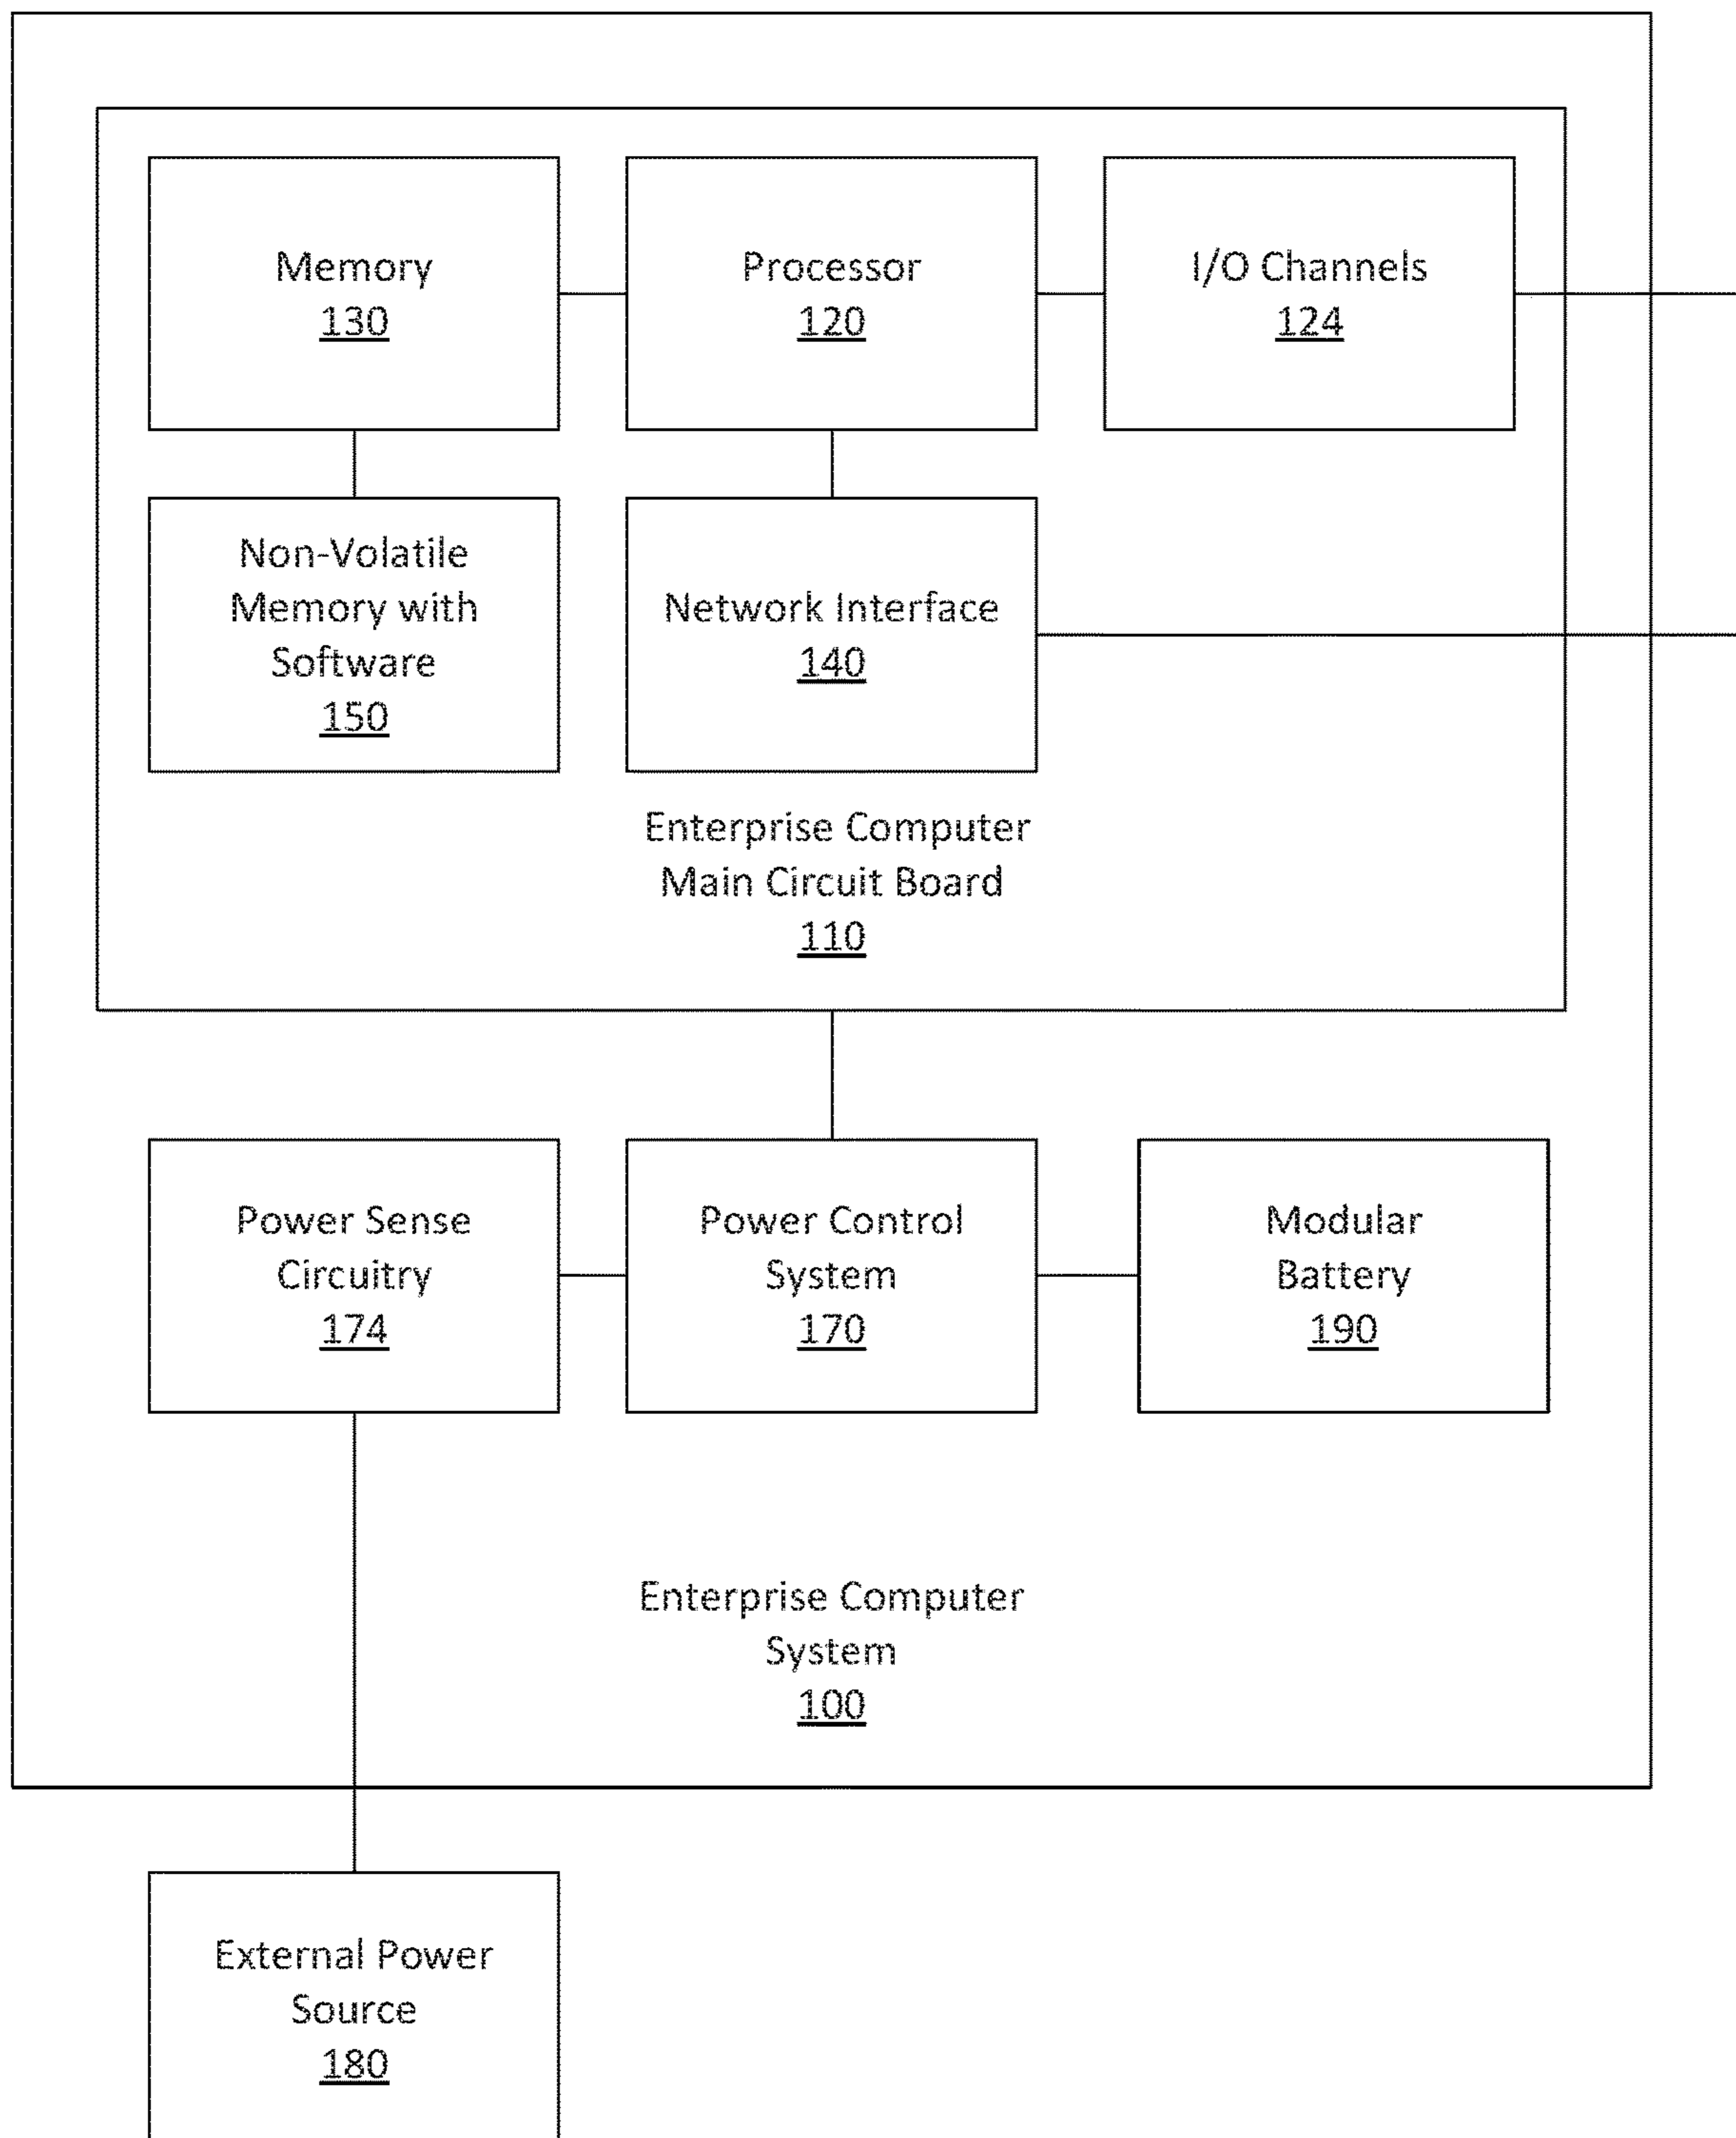 Memory
130
Processor
120
I/O Channels
124
Non-Volatile
Memory with
Software
150
Network Interface
140
Enterprise Computer
Main Circuit Board
110
Power Sense
Circuitry
174
Power Control
System
170
Modular
Battery
190
Enterprise Computer
System
100
External Power
Source
180